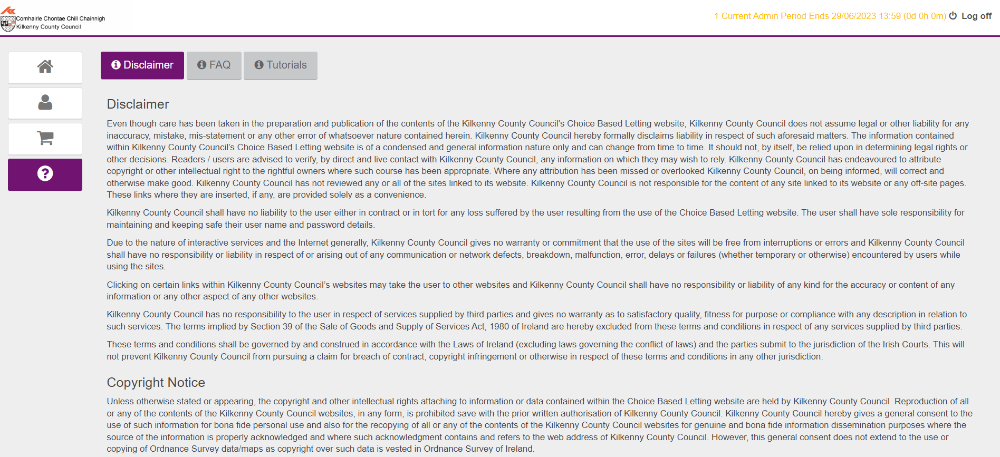 Comhairle Chontae Chill Chainnigh
Kilkenny County Council
1 Current Admin Period Ends 29/06/2023 13:59 (0d 0h 0m) Log off
Disclaimer FAQ Tutorials
Disclaimer
Even though care has been taken in the preparation and publication of the contents of the Kilkenny County Council’s Choice Based Letting website, Kilkenny County Council does not assume legal or other liability for any
inaccuracy, mistake, mis-statement or any other error of whatsoever nature contained herein. Kilkenny County Council hereby formally disclaims liability in respect of such aforesaid matters. The information contained
within Kilkenny County Council’s Choice Based Letting website is of a condensed and general information nature only and can change from time to time. It should not, by itself, be relied upon in determining legal rights or
other decisions. Readers / users are advised to verify, by direct and live contact with Kilkenny County Council, any information on which they may wish to rely. Kilkenny County Council has endeavoured to attribute
copyright or other intellectual right to the rightful owners where such course has been appropriate. Where any attribution has been missed or overlooked Kilkenny County Council, on being informed, will correct and
otherwise make good. Kilkenny County Council has not reviewed any or all of the sites linked to its website. Kilkenny County Council is not responsible for the content of any site linked to its website or any off-site pages.
These links where they are inserted, if any, are provided solely as a convenience.
Kilkenny County Council shall have no liability to the user either in contract or in tort for any loss suffered by the user resulting from the use of the Choice Based Letting website. The user shall have sole responsibility for
maintaining and keeping safe their user name and password details.
Due to the nature of interactive services and the Internet generally, Kilkenny County Council gives no warranty or commitment that the use of the sites will be free from interruptions or errors and Kilkenny County Council
shall have no responsibility or liability in respect of or arising out of any communication or network defects, breakdown, malfunction, error, delays or failures (whether temporary or otherwise) encountered by users while
using the sites.
Clicking on certain links within Kilkenny County Council’s websites may take the user to other websites and Kilkenny County Council shall have no responsibility or liability of any kind for the accuracy or content of any
information or any other aspect of any other websites.
Kilkenny County Council has no responsibility to the user in respect of services supplied by third parties and gives no warranty as to satisfactory quality, fitness for purpose or compliance with any description in relation to
such services. The terms implied by Section 39 of the Sale of Goods and Supply of Services Act, 1980 of Ireland are hereby excluded from these terms and conditions in respect of any services supplied by third parties.
These terms and conditions shall be governed by and construed in accordance with the Laws of Ireland (excluding laws governing the conflict of laws) and the parties submit to the jurisdiction of the Irish Courts. This will
not prevent Kilkenny County Council from pursuing a claim for breach of contract, copyright infringement or otherwise in respect of these terms and conditions in any other jurisdiction.
Copyright Notice
Unless otherwise stated or appearing, the copyright and other intellectual rights attaching to information or data contained within the Choice Based Letting website are held by Kilkenny County Council. Reproduction of all
or any of the contents of the Kilkenny County Council websites, in any form, is prohibited save with the prior written authorisation of Kilkenny County Council. Kilkenny County Council hereby gives a general consent to the
use of such information for bona fide personal use and also for the recopying of all or any of the contents of the Kilkenny County Council websites for genuine and bona fide information dissemination purposes where the
source of the information is properly acknowledged and where such acknowledgment contains and refers to the web address of Kilkenny County Council. However, this general consent does not extend to the use or
copying of Ordnance Survey data/maps as copyright over such data is vested in Ordnance Survey of Ireland.